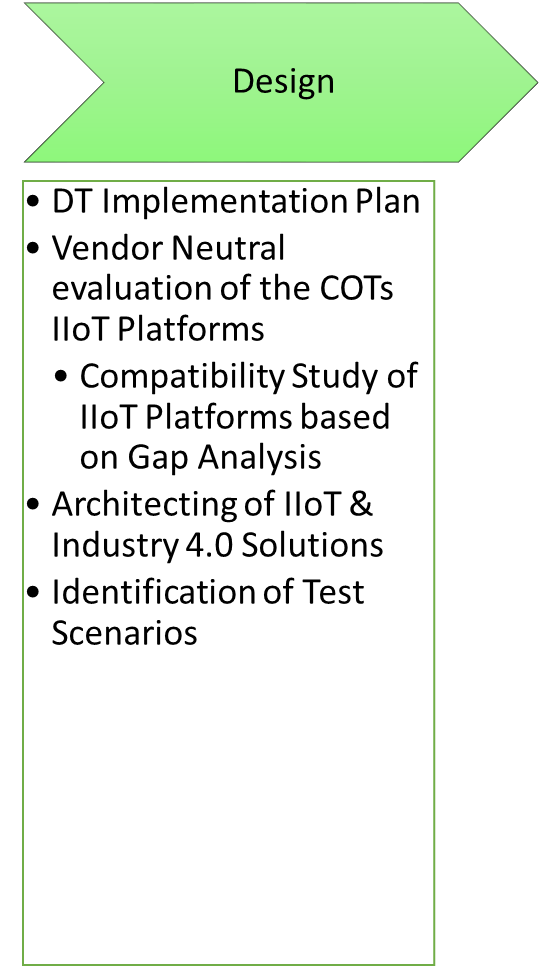 Design
• DT Implementation Plan
• Vendor Neutral
evaluation of the COTs
IIoT Platforms
• Compatibility Study of
IIoT Platforms based
on Gap Analysis
• Architecting of IIoT &
Industry 4.0 Solutions
• Identification of Test
Scenarios